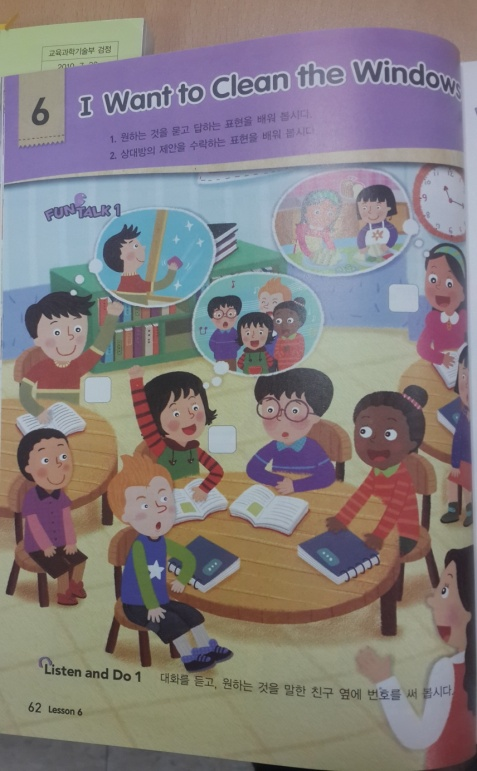 교육과학기술부 검정
6
I Want to Clean the Windows
1. 원하는 것을 묻고 답하는 표현을 배워 봅시다.
2. 상대방의 제안을 수락하는 표현을 배워 봅시다.
FUN TALK 1
Listen and Do 1
대화를 듣고, 원하는 것을 말한 친구 옆에 번호를 써 봅시다.
62 Lesson 6